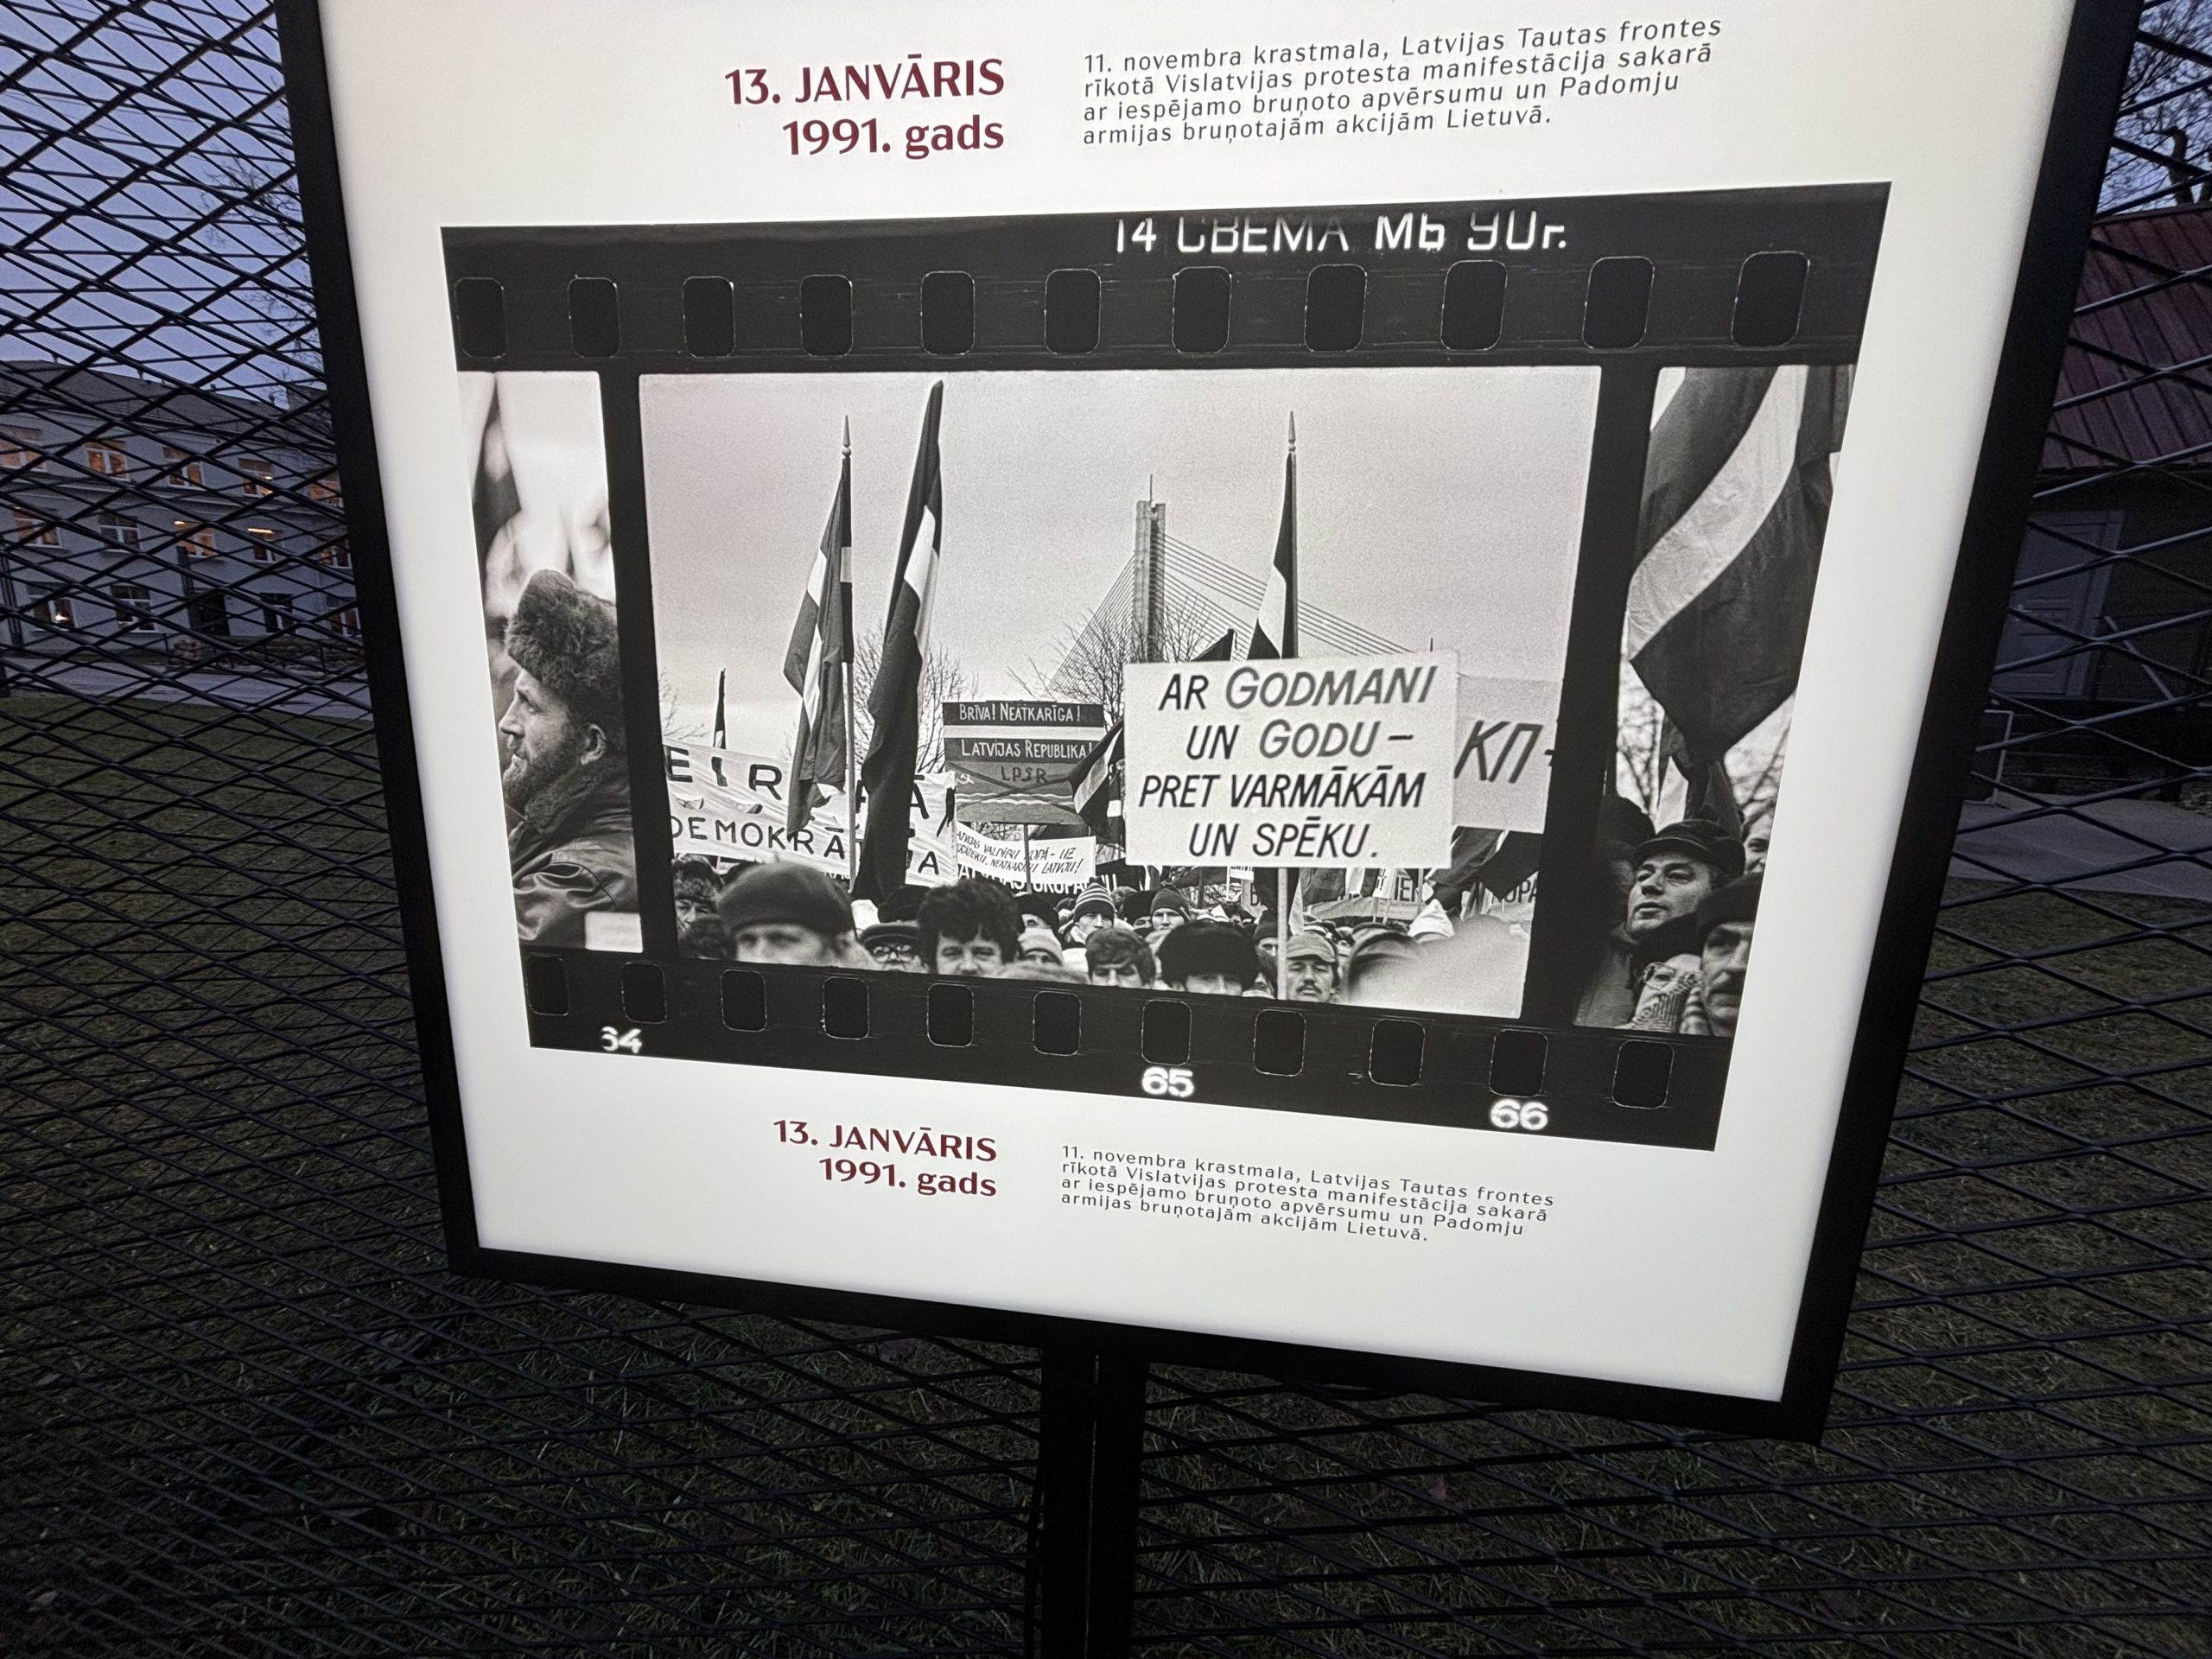 13. JANVĀRIS
1991. gads
11. novembra krastmala, Latvijas Tautas frontes
rīkotā Vislatvijas protesta manifestācija sakarā
ar iespējamo bruņoto apvērsumu un Padomju
armijas bruņotajām akcijām Lietuvā.
14 СВЕМА МБ 90г.
BRĪVA! NEATKARĪGA!
LATVIJAS REPUBLIKA!
LPSR
DEMOKRĀ
AR GODMANI
UN GODU –
PRET VARMĀKĀM
UN SPĒKU.
КП
64
65
66
13. JANVĀRIS
1991. gads
11. novembra krastmala, Latvijas Tautas frontes
rīkotā Vislatvijas protesta manifestācija sakarā
ar iespējamo bruņoto apvērsumu un Padomju
armijas bruņotajām akcijām Lietuvā.